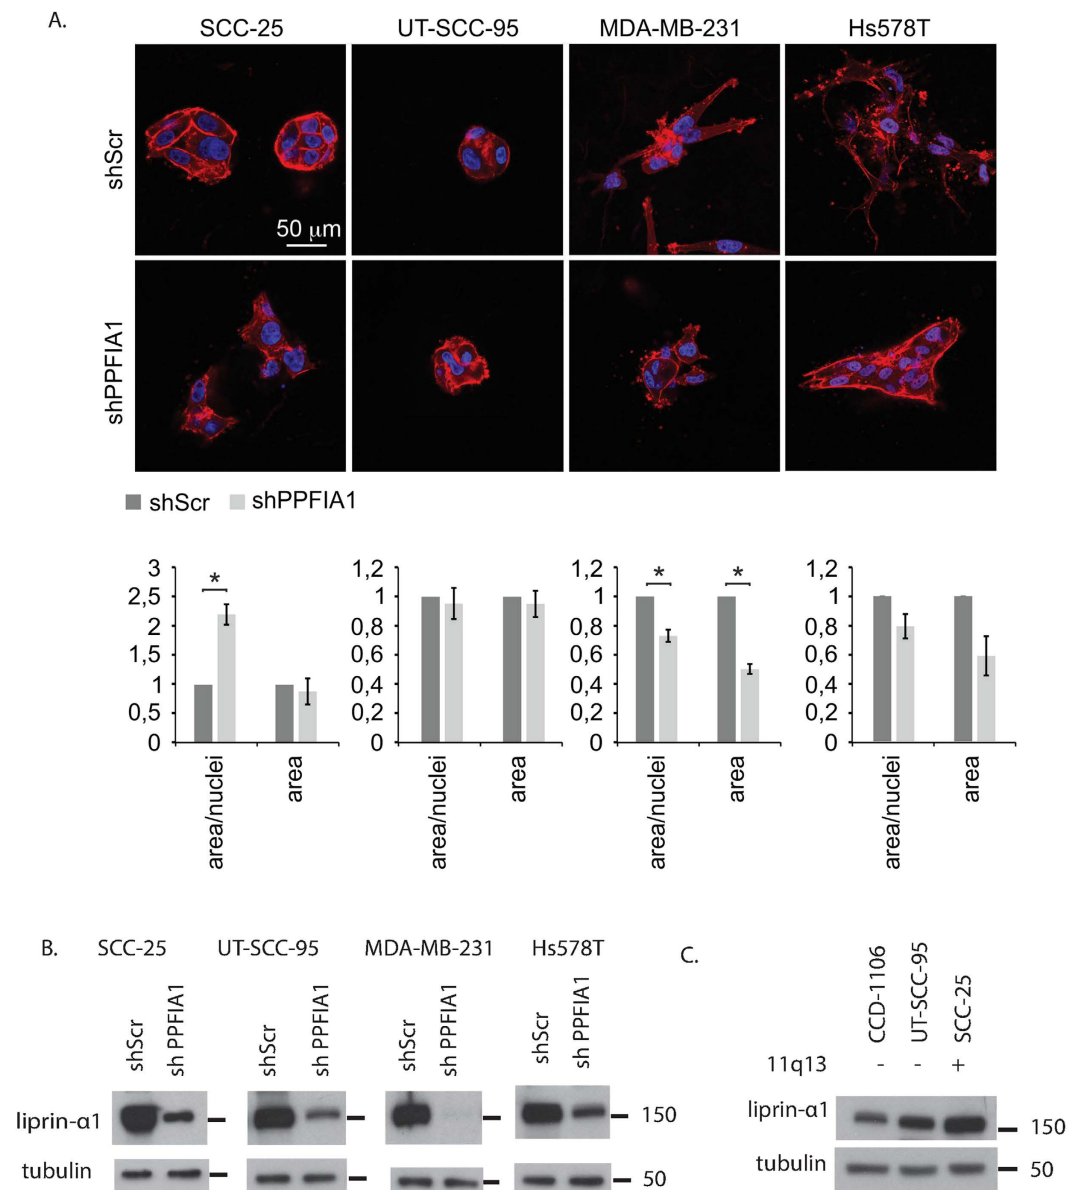 A.
SCC-25 UT-SCC-95 MDA-MB-231 Hs578T
shScr
50 μm
shPPFIA1
shScr shPPFIA1
3 1,2 1,2 1,2
2,5 1 1 1
2 0,8 0,8 0,8
1,5 0,6 0,6 0,6
1 0,4 0,4 0,4
0,5 0,2 0,2 0,2
0 0 0 0
* * *
area/nuclei area area/nuclei area area/nuclei area area/nuclei area
B. SCC-25 UT-SCC-95 MDA-MB-231 Hs578T
shScr sh PPFIA1 shScr sh PPFIA1 shScr sh PPFIA1 shScr sh PPFIA1
liprin-α1 150
tubulin 50
C.
CCD-1106 UT-SCC-95 SCC-25
11q13 - - +
liprin-α1 150
tubulin 50